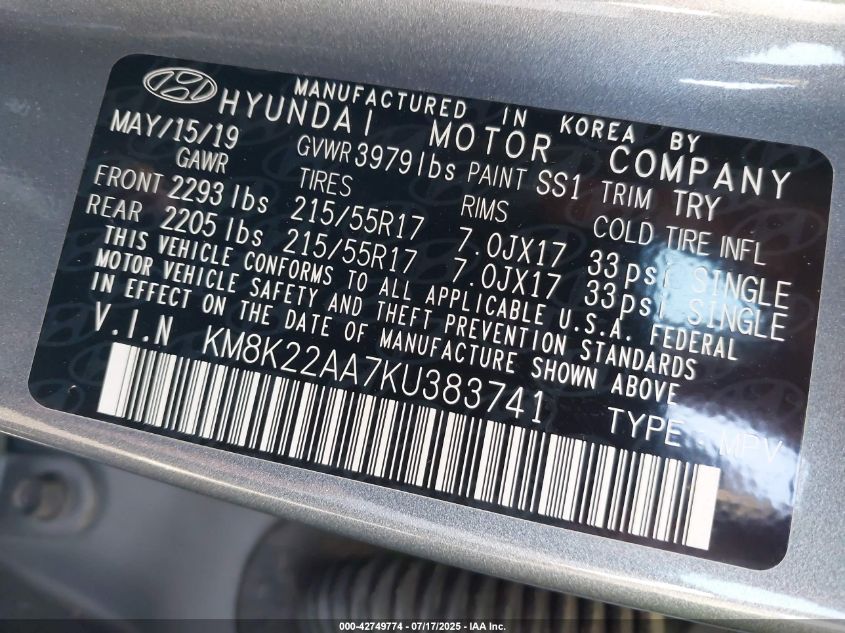 MANUFACTURED IN KOREA BY
HYUNDAI MOTOR COMPANY
MAY/15/19 GVWR 3979 lbs PAINT SS1 TRIM TRY
GAWR TIRES RIMS COLD TIRE INFL
FRONT 2293 lbs 215/55R17 7.0JX17 33psi SINGLE
REAR 2205 lbs 215/55R17 7.0JX17 33psi SINGLE
THIS VEHICLE CONFORMS TO ALL APPLICABLE U.S.A. FEDERAL
MOTOR VEHICLE SAFETY AND THEFT PREVENTION STANDARDS
IN EFFECT ON THE DATE OF MANUFACTURE SHOWN ABOVE
V.I.N KM8K22AA7KU383741 TYPE : MPV
000-42749774 - 07/17/2025 - IAA Inc.